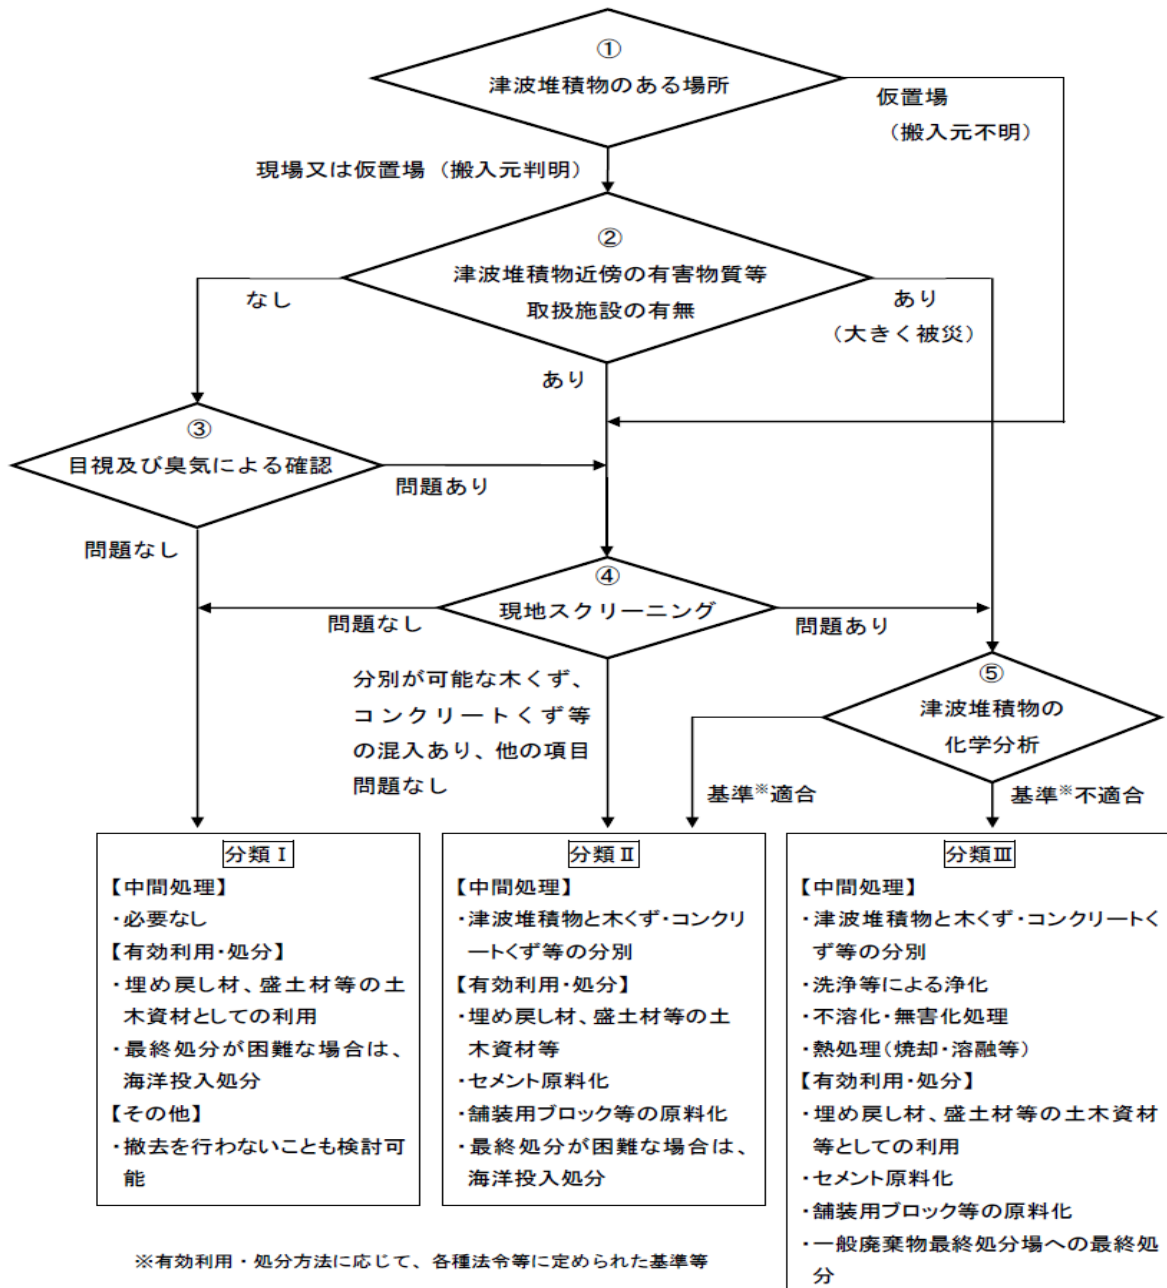 ①
津波堆積物のある場所
仮置場
（搬入元不明）
現場又は仮置場（搬入元判明）
②
津波堆積物近傍の有害物質等
取扱施設の有無
なし
あり
（大きく被災）
あり
③
目視及び臭気による確認
問題あり
問題なし
④
現地スクリーニング
問題なし
問題あり
分別が可能な木くず、
コンクリートくず等
の混入あり、他の項目
問題なし
⑤
津波堆積物の
化学分析
基準※適合
基準※不適合
分類Ⅰ
【中間処理】
・必要なし
【有効利用・処分】
・埋め戻し材、盛土材等の土
木資材としての利用
・最終処分が困難な場合は、
海洋投入処分
【その他】
・撤去を行わないことも検討可
能
分類Ⅱ
【中間処理】
・津波堆積物と木くず・コンクリ
ートくず等の分別
【有効利用・処分】
・埋め戻し材、盛土材等の土
木資材等
・セメント原料化
・舗装用ブロック等の原料化
・最終処分が困難な場合は、
海洋投入処分
分類Ⅲ
【中間処理】
・津波堆積物と木くず・コンクリートく
ず等の分別
・洗浄等による浄化
・不溶化・無害化処理
・熱処理（焼却・溶融等）
【有効利用・処分】
・埋め戻し材、盛土材等の土木資材
等としての利用
・セメント原料化
・舗装用ブロック等の原料化
・一般廃棄物最終処分場への最終処
分
※有効利用・処分方法に応じて、各種法令等に定められた基準等